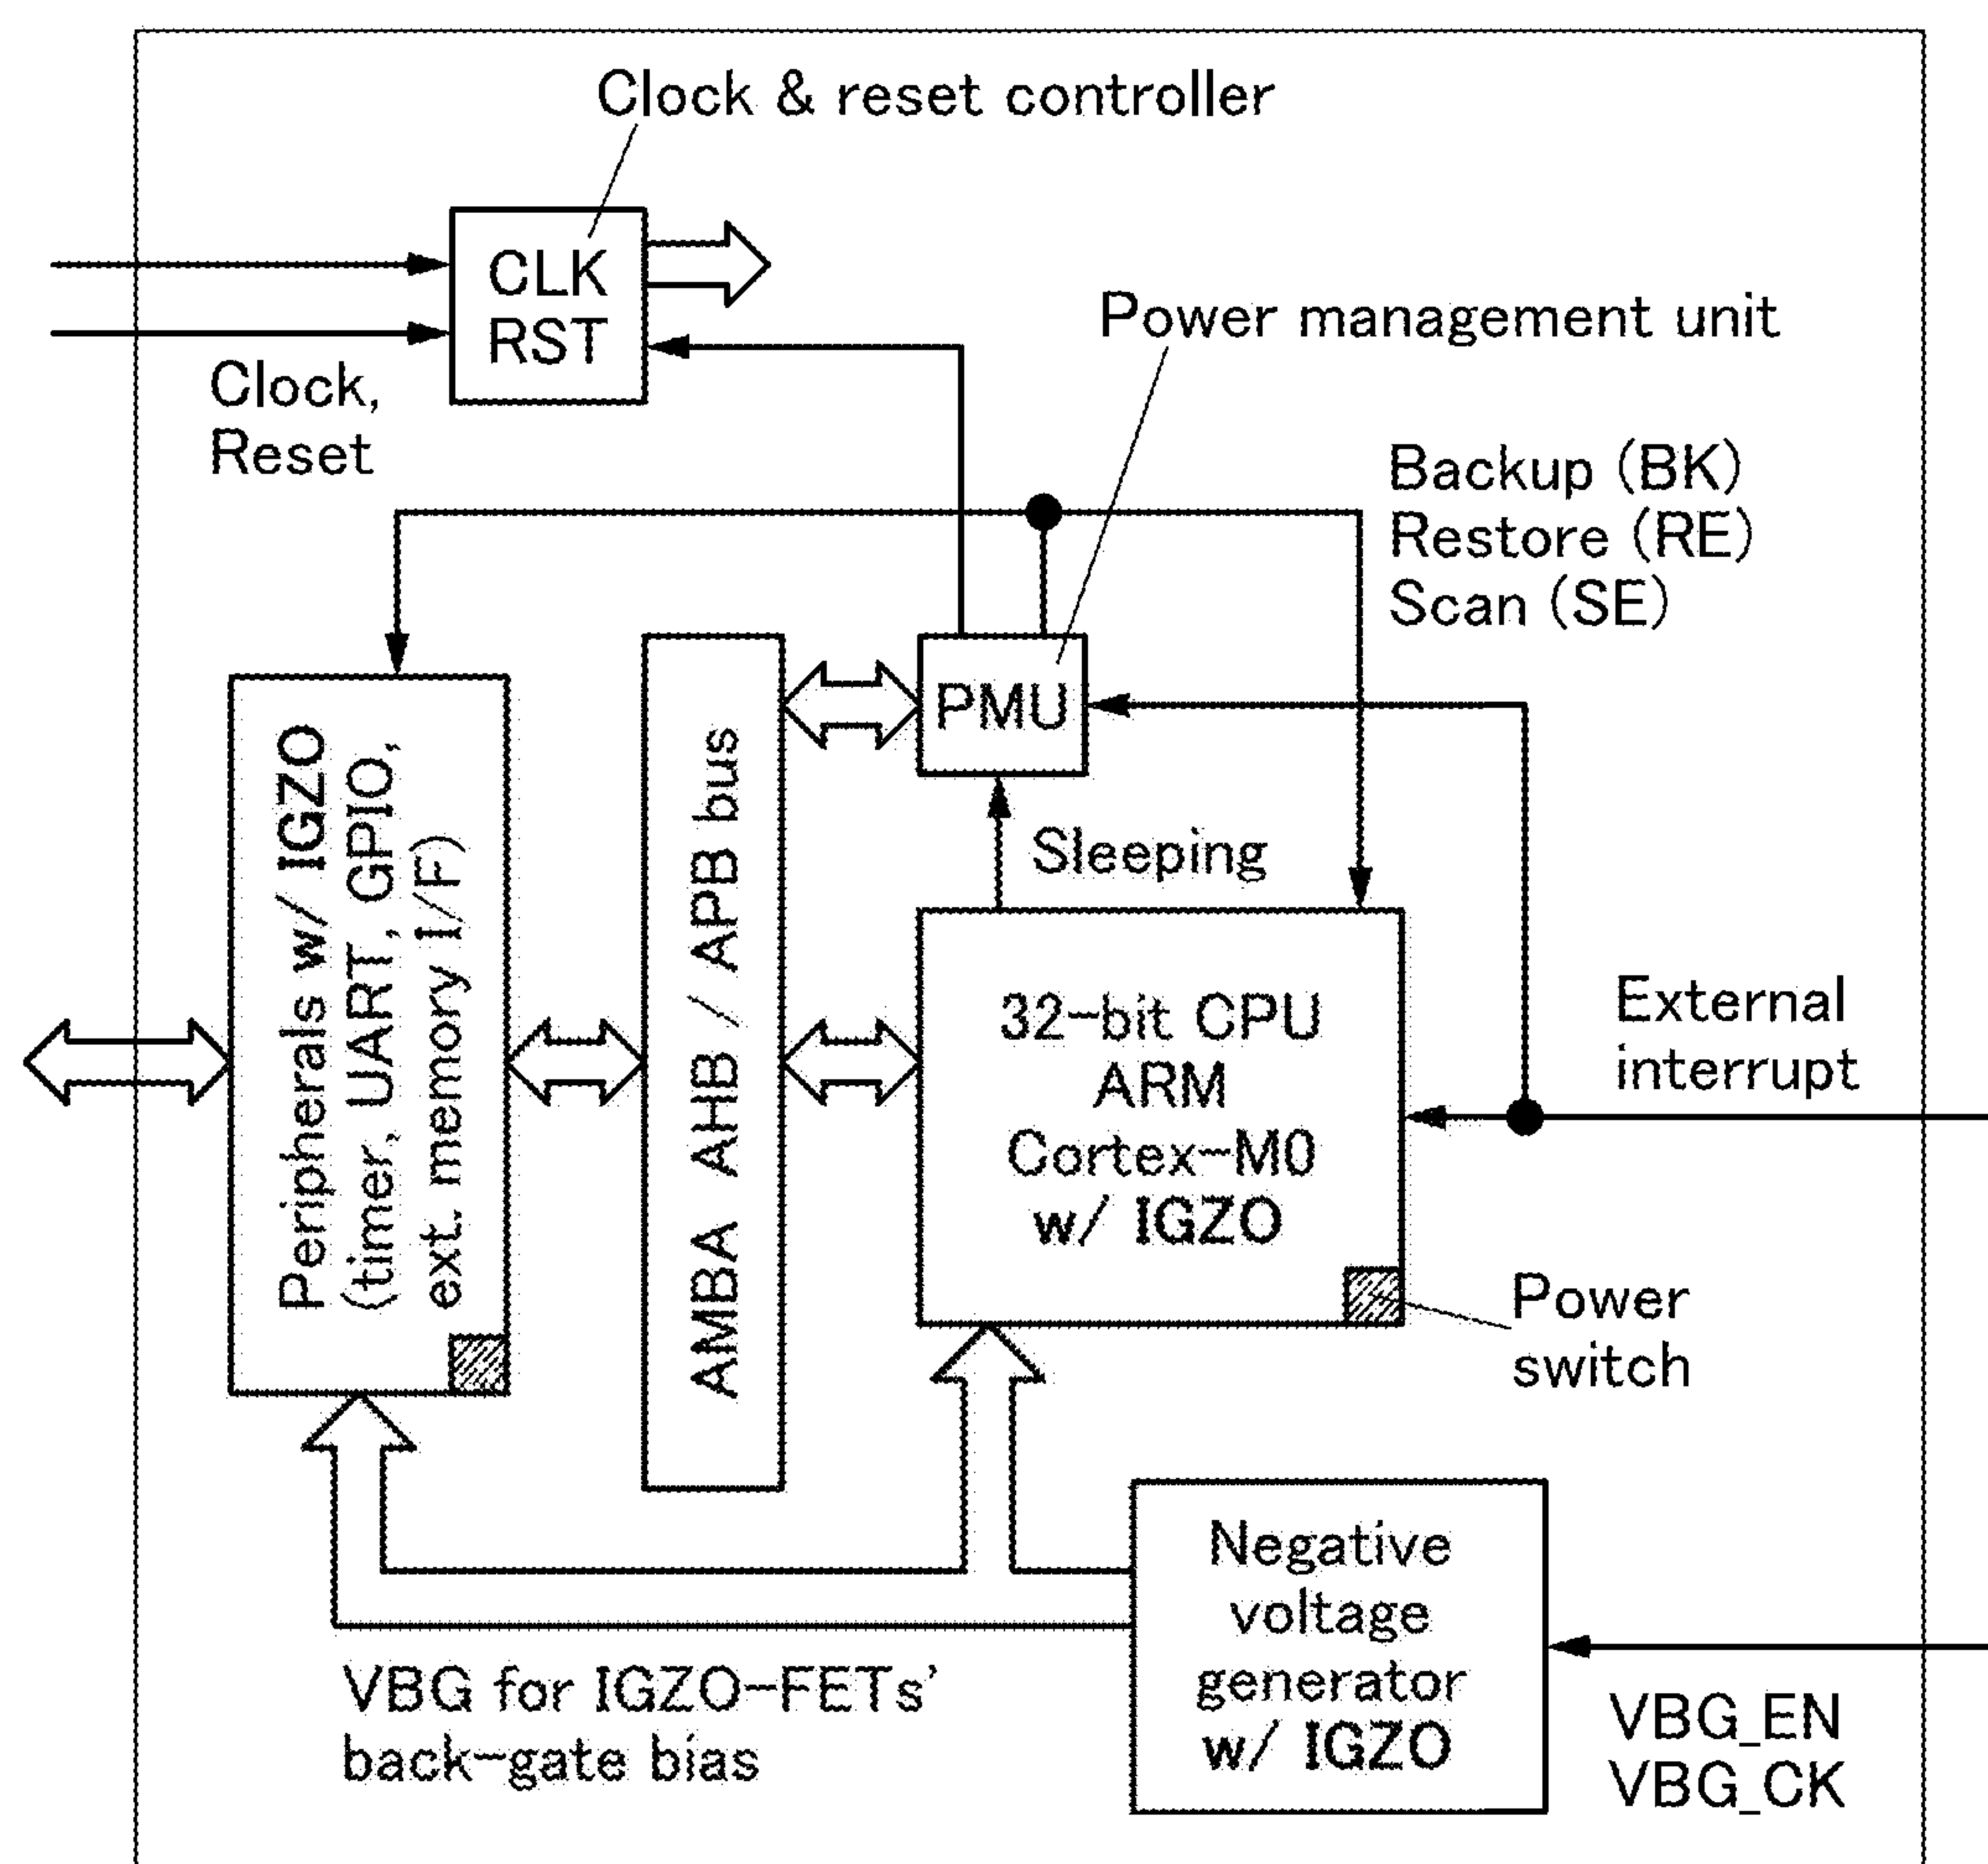 Clock & reset controller
CLK
RST
Clock,
Reset
Power management unit
Backup (BK)
Restore (RE)
Scan (SE)
PMU
Sleeping
Peripherals w/ IGZO
(timer, UART, GPIO,
ext. memory I/F)
AMBA AHB / APB bus
32-bit CPU
ARM
Cortex-M0
w/ IGZO
External
interrupt
Power
switch
Negative
voltage
generator
w/ IGZO
VBG for IGZO-FETs'
back-gate bias
VBG_EN
VBG_CK